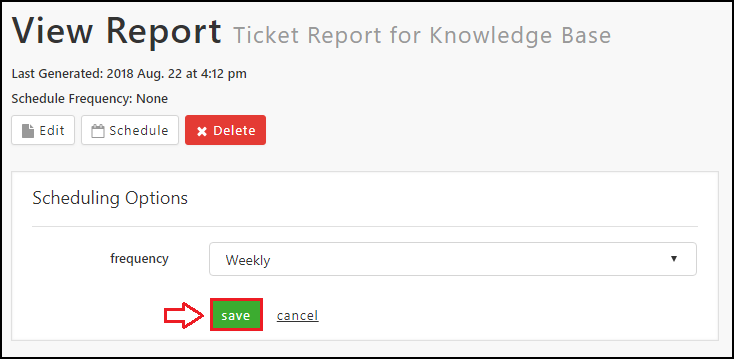 View Report Ticket Report for Knowledge Base
Last Generated: 2018 Aug. 22 at 4:12 pm
Schedule Frequency: None
Edit Schedule Delete
Scheduling Options
frequency Weekly
save cancel